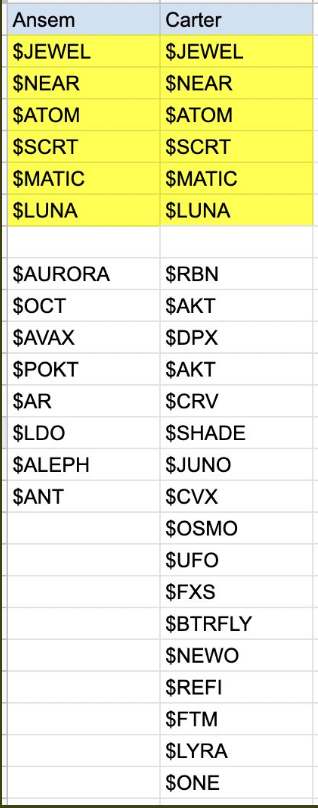 Ansem Carter
$JEWEL $JEWEL
$NEAR $NEAR
$ATOM $ATOM
$SCRT $SCRT
$MATIC $MATIC
$LUNA $LUNA
$AURORA $RBN
$OCT $AKT
$AVAX $DPX
$POKT $AKT
$AR $CRV
$LDO $SHADE
$ALEPH $JUNO
$ANT $CVX
$OSMO
$UFO
$FXS
$BTRFLY
$NEWO
$REFI
$FTM
$LYRA
$ONE